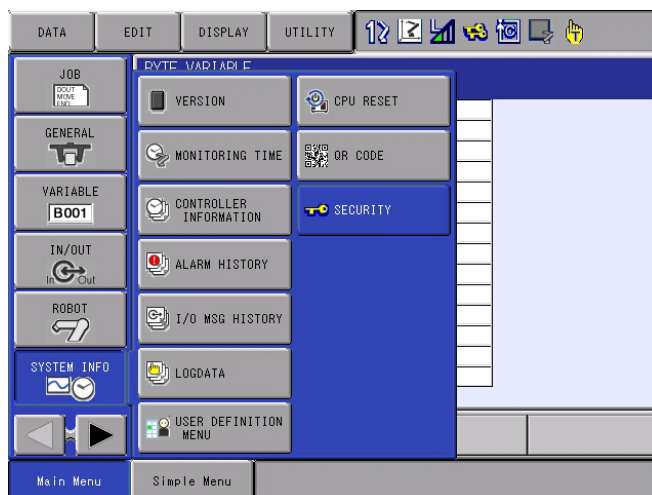 DATA
EDIT
DISPLAY
UTILITY
JOB
DOUT
MOVE
END
GENERAL
VARIABLE
B001
IN/OUT
In Out
ROBOT
SYSTEM INFO
BYTE VARIABLE
VERSION
MONITORING TIME
CONTROLLER
INFORMATION
ALARM HISTORY
I/O MSG HISTORY
LOGDATA
USER DEFINITION
MENU
CPU RESET
QR CODE
SECURITY
Main Menu
Simple Menu